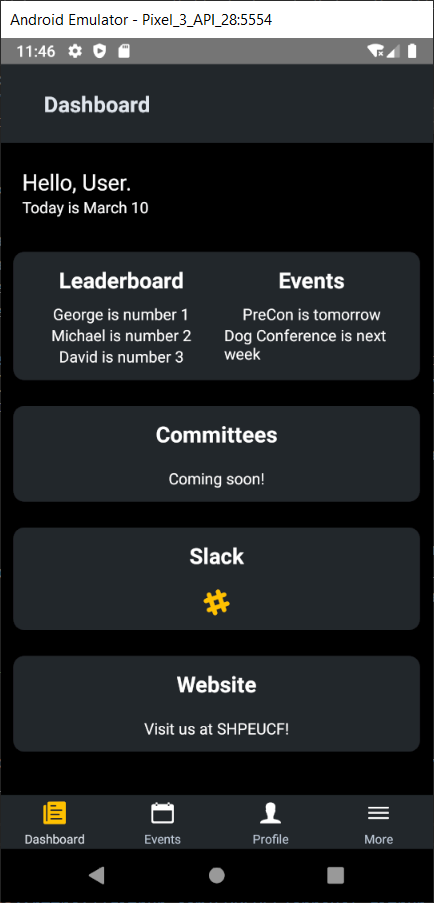 Android Emulator - Pixel_3_API_28:5554
11:46
Dashboard
Hello, User.
Today is March 10
Leaderboard
George is number 1
Michael is number 2
David is number 3
Events
PreCon is tomorrow
Dog Conference is next
week
Committees
Coming soon!
Slack
Website
Visit us at SHPEUCF!
Dashboard
Events
Profile
More